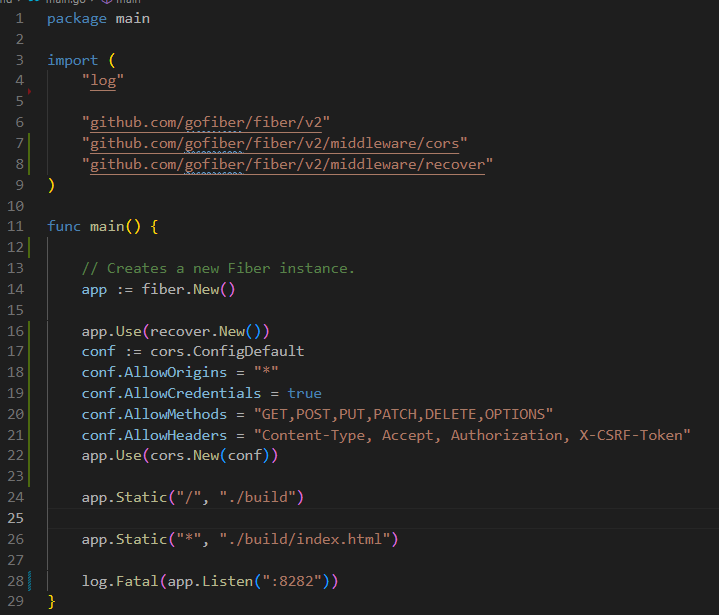 main.go
main
1 package main
2
3 import (
4 "log"
5
6 "github.com/gofiber/fiber/v2"
7 "github.com/gofiber/fiber/v2/middleware/cors"
8 "github.com/gofiber/fiber/v2/middleware/recover"
9 )
10
11 func main() {
12
13 // Creates a new Fiber instance.
14 app := fiber.New()
15
16 app.Use(recover.New())
17 conf := cors.ConfigDefault
18 conf.AllowOrigins = "*"
19 conf.AllowCredentials = true
20 conf.AllowMethods = "GET,POST,PUT,PATCH,DELETE,OPTIONS"
21 conf.AllowHeaders = "Content-Type, Accept, Authorization, X-CSRF-Token"
22 app.Use(cors.New(conf))
23
24 app.Static("/", "./build")
25
26 app.Static("*", "./build/index.html")
27
28 log.Fatal(app.Listen(":8282"))
29 }